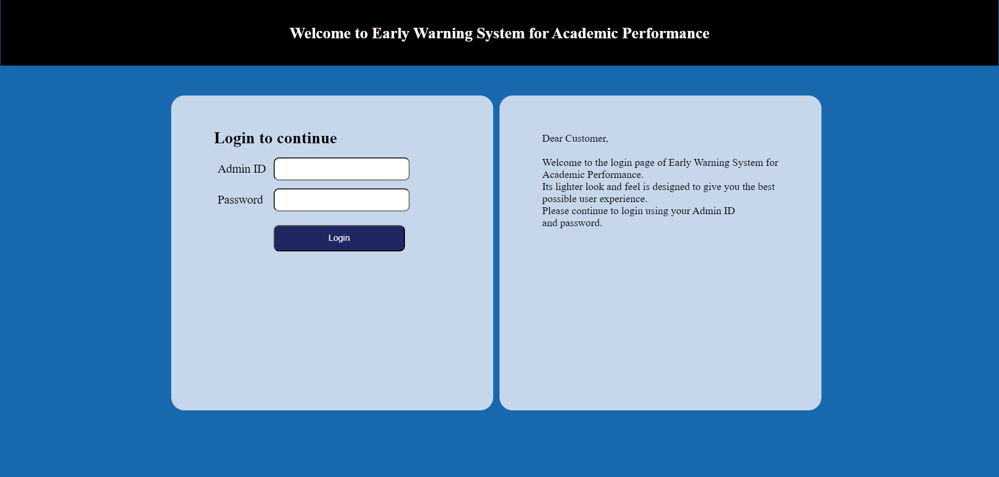 Welcome to Early Warning System for Academic Performance
Login to continue
Admin ID
Password
Login
Dear Customer,
Welcome to the login page of Early Warning System for
Academic Performance.
Its lighter look and feel is designed to give you the best
possible user experience.
Please continue to login using your Admin ID
and password.